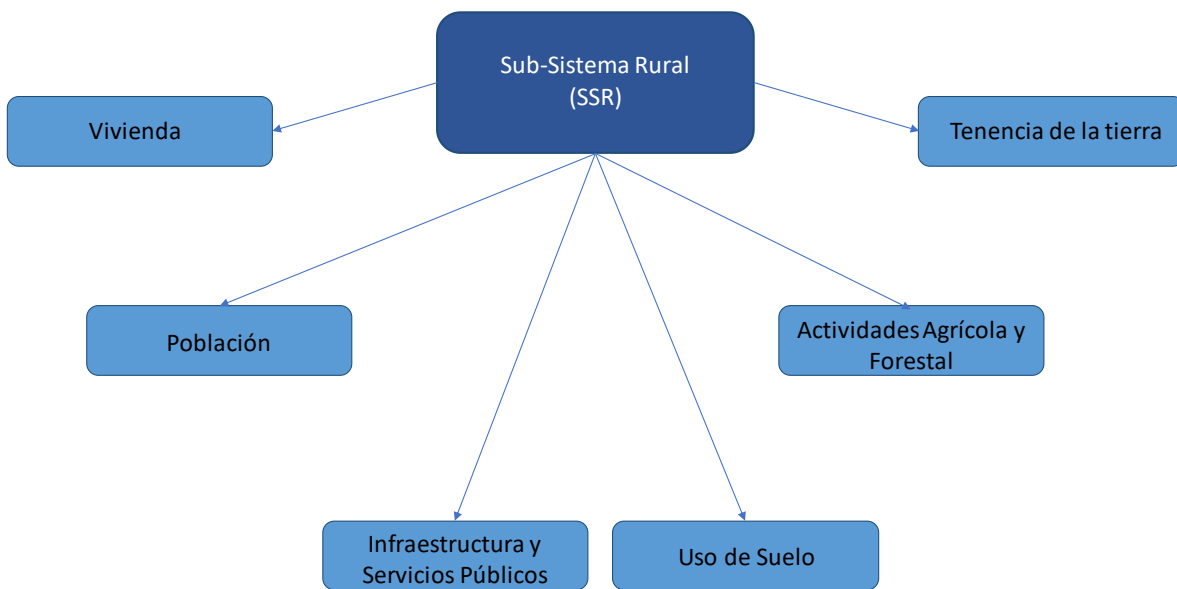 Sub-Sistema Rural
(SSR)
Vivienda
Tenencia de la tierra
Población
Actividades Agrícola y
Forestal
Infraestructura y
Servicios Públicos
Uso de Suelo